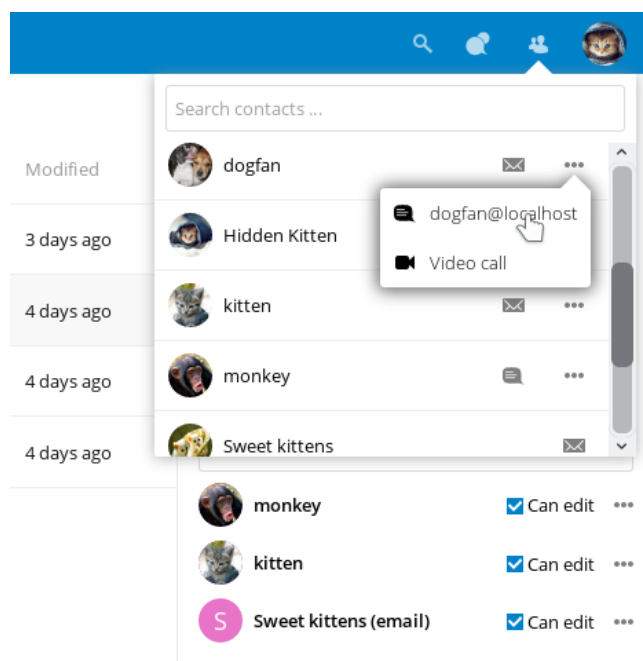 Search contacts ...
Modified
dogfan
dogfan@localhost
3 days ago
Hidden Kitten
Video call
4 days ago
kitten
4 days ago
monkey
4 days ago
Sweet kittens
monkey
Can edit
kitten
Can edit
S
Sweet kittens (email)
Can edit